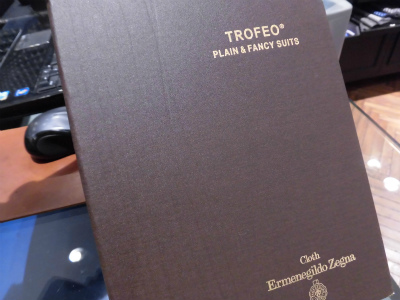 TROFEO®
PLAIN & FANCY SUITS
Cloth
Ermenegildo Zegna